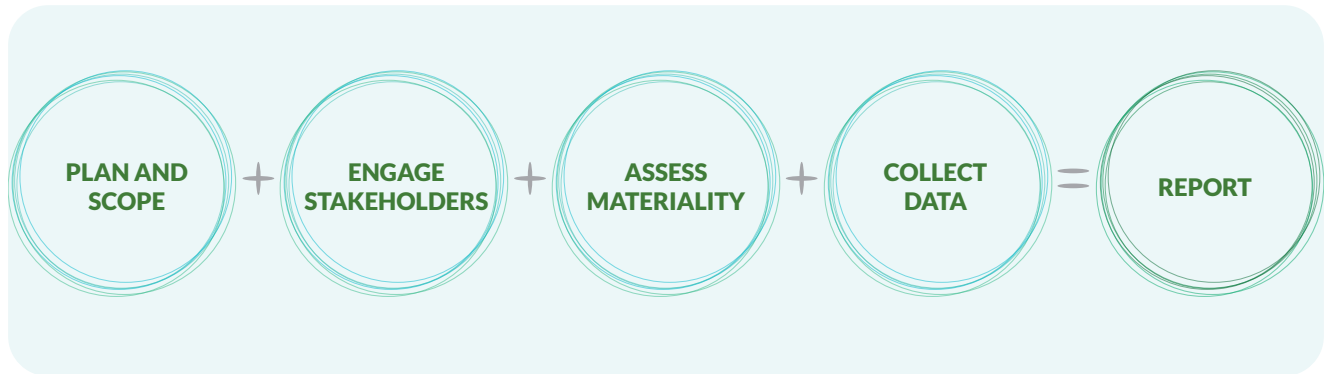 PLAN AND
SCOPE
ENGAGE
STAKEHOLDERS
ASSESS
MATERIALITY
COLLECT
DATA
REPORT